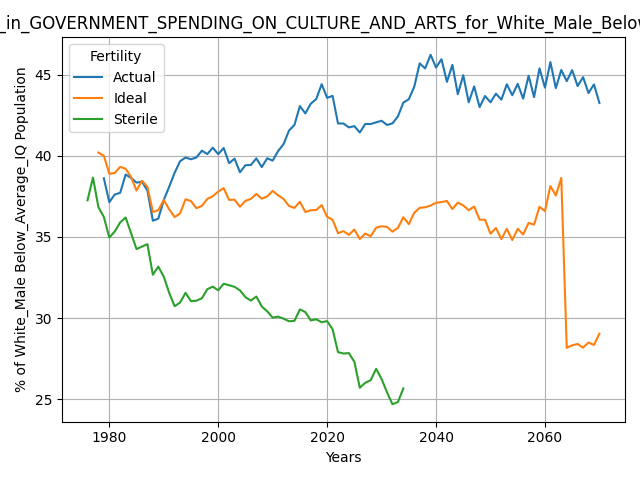 _in_GOVERNMENT_SPENDING_ON_CULTURE_AND_ARTS_for_White_Male_Below
Fertility
Actual
Ideal
Sterile
% of White_Male Below_Average_IQ Population
45
40
35
30
25
1980
2000
2020
2040
2060
Years